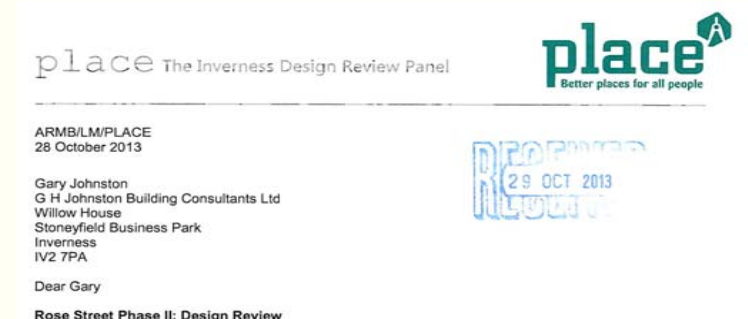 place The Inverness Design Review Panel
place
Better places for all people
ARMB/LM/PLACE
28 October 2013
RECEIVED
29 OCT 2013
Gary Johnston
G H Johnston Building Consultants Ltd
Willow House
Stoneyfield Business Park
Inverness
IV2 7PA
Dear Gary
Rose Street Phase II: Design Review